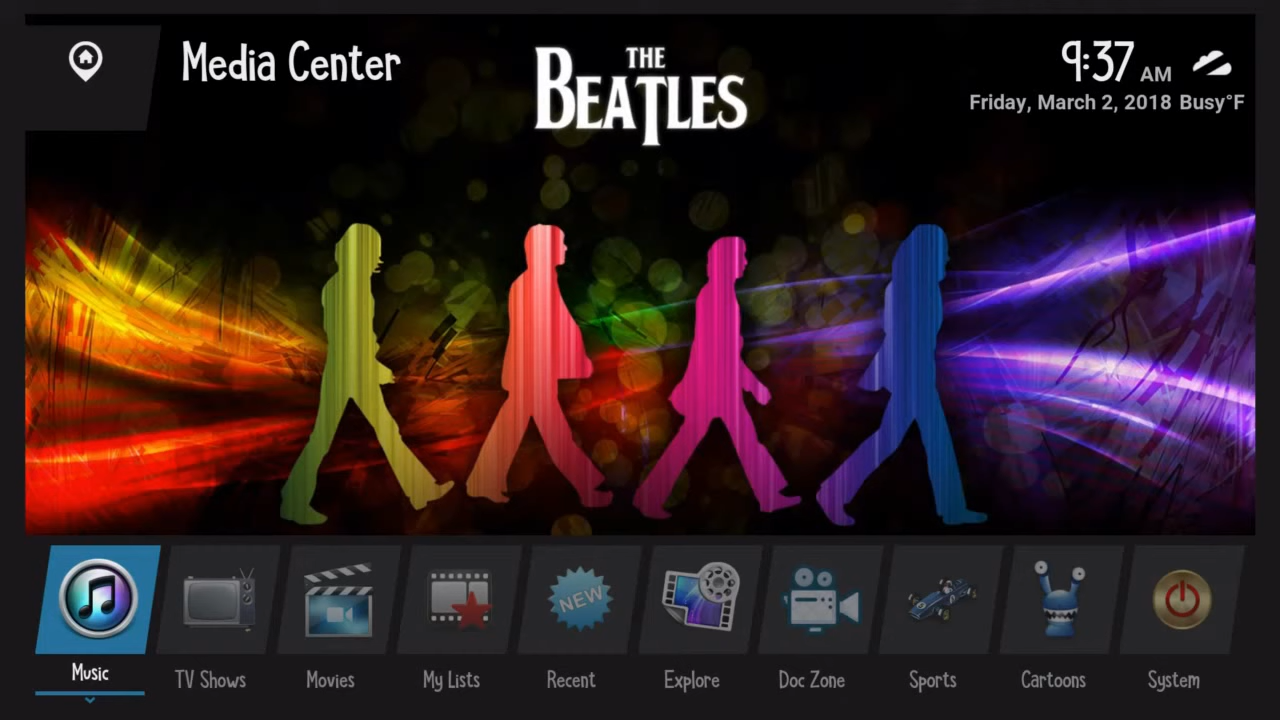 Media Center
THE
BEATLES
9:37 AM
Friday, March 2, 2018 Busy°F
NEW
Music
TV Shows
Movies
My Lists
Recent
Explore
Doc Zone
Sports
Cartoons
System